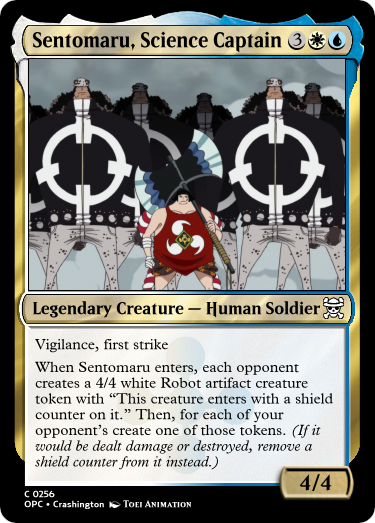 Sentomaru, Science Captain 3
Legendary Creature — Human Soldier
Vigilance, first strike
When Sentomaru enters, each opponent
creates a 4/4 white Robot artifact creature
token with “This creature enters with a shield
counter on it.” Then, for each of your
opponent’s create one of those tokens. (If it
would be dealt damage or destroyed, remove a
shield counter from it instead.)
4/4
C 0256
OPC • Crashington Toei Animation